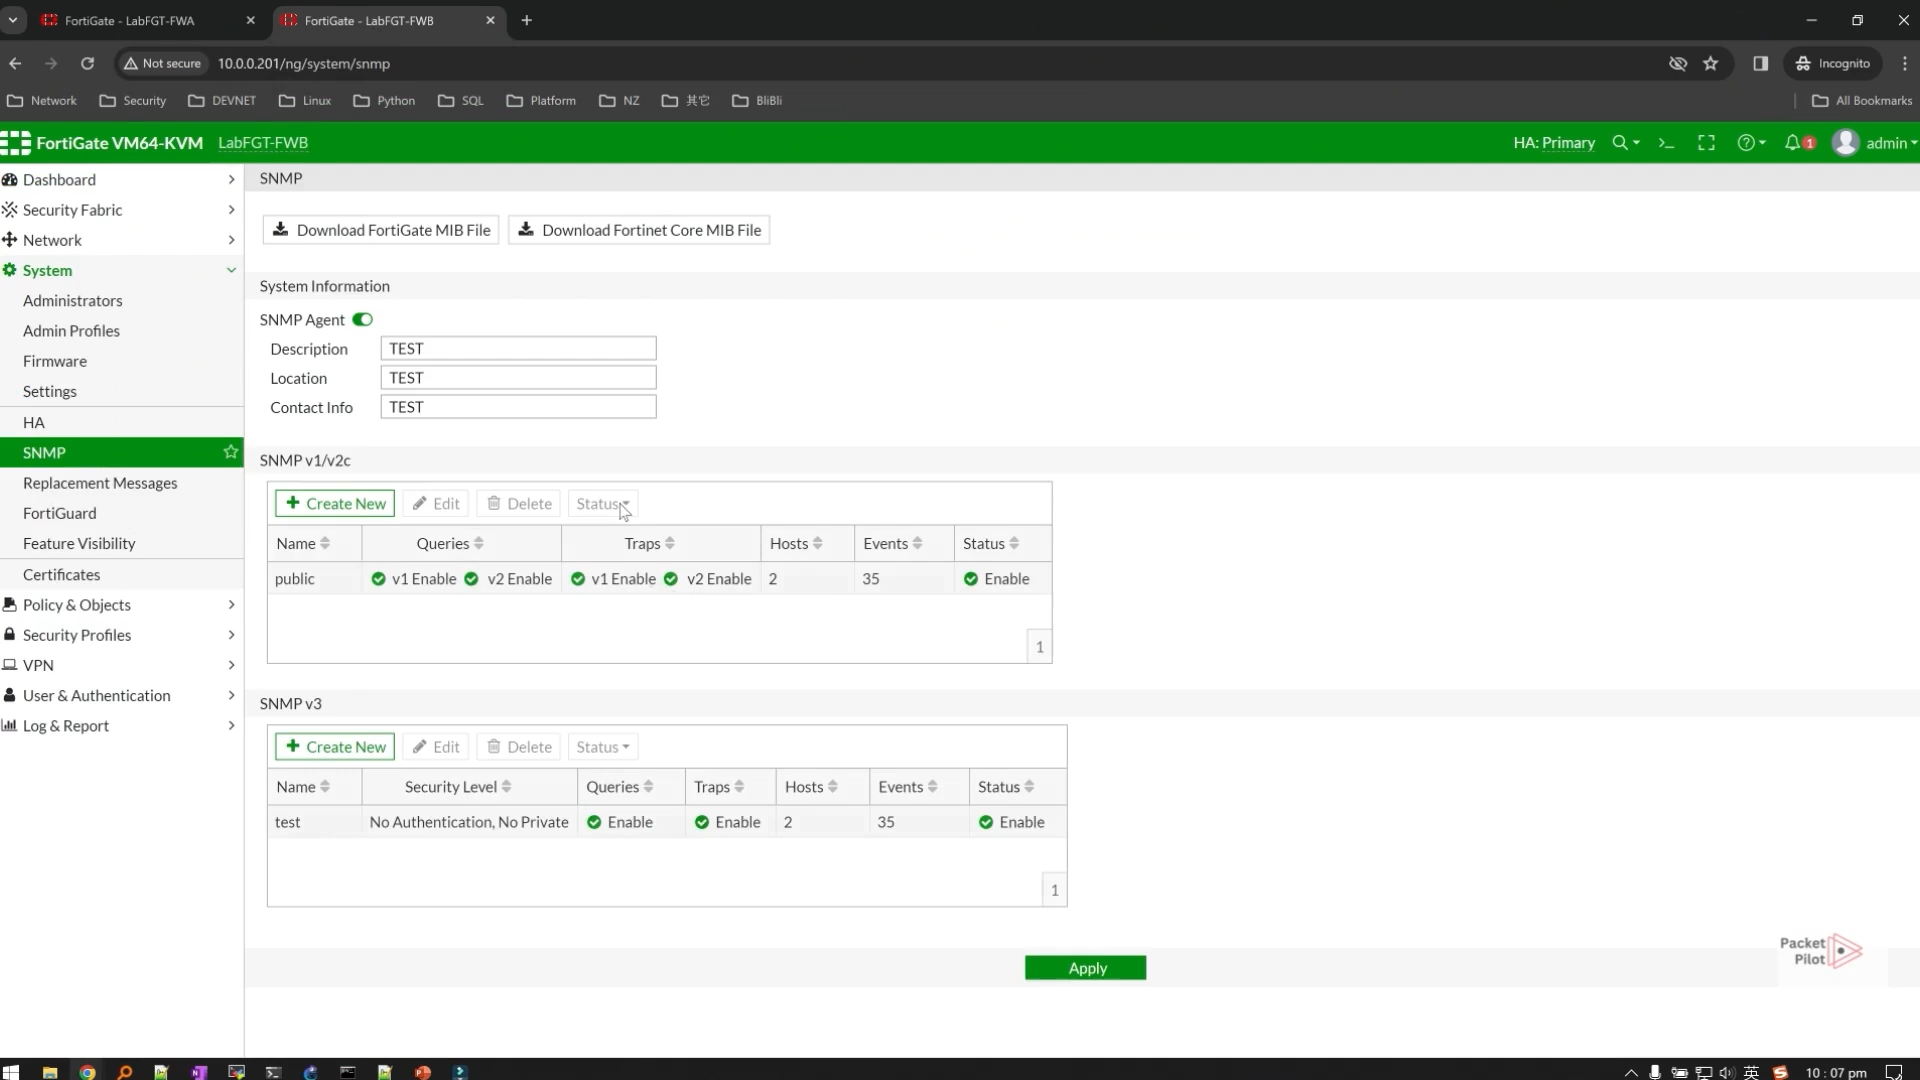 FortiGate - LabFGT-FWA
FortiGate - LabFGT-FWB
Not secure
10.0.0.201/ng/system/snmp
Incognito
Network
Security
DEVNET
Linux
Python
SQL
Platform
NZ
其它
BliBli
All Bookmarks
FortiGate VM64-KVM
LabFGT-FWB
HA: Primary
>_
1
admin
Dashboard
Security Fabric
Network
System
Administrators
Admin Profiles
Firmware
Settings
HA
SNMP
Replacement Messages
FortiGuard
Feature Visibility
Certificates
Policy & Objects
Security Profiles
VPN
User & Authentication
Log & Report
SNMP
Download FortiGate MIB File
Download Fortinet Core MIB File
System Information
SNMP Agent
Description TEST
Location TEST
Contact Info TEST
SNMP v1/v2c
Create New Edit Delete Status
Name Queries Traps Hosts Events Status
public v1 Enable v2 Enable v1 Enable v2 Enable 2 35 Enable
1
SNMP v3
Create New Edit Delete Status
Name Security Level Queries Traps Hosts Events Status
test No Authentication, No Private Enable Enable 2 35 Enable
1
Apply
Packet
Pilot
英
10:07 pm